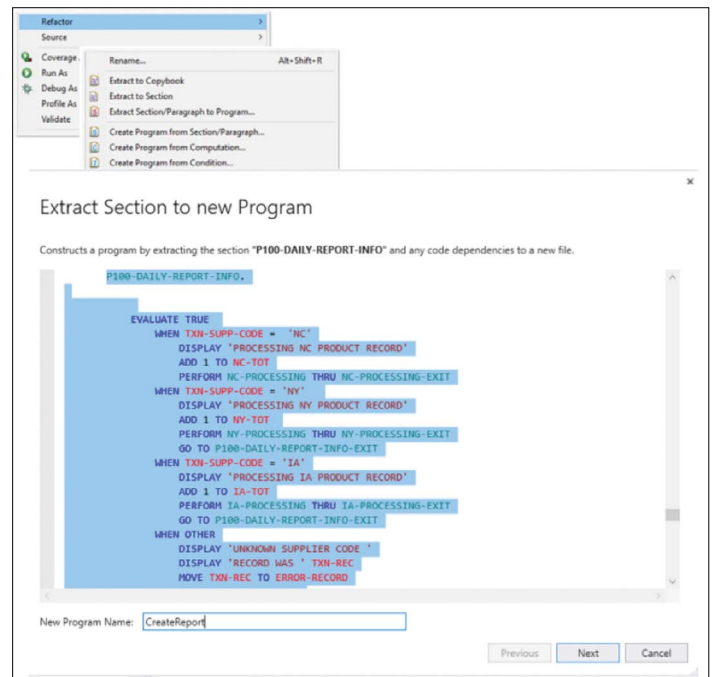 Refactor >
Source >
Coverage
Run As
Debug As
Profile As
Validate
Rename... Alt+Shift+R
Extract to Copybook
Extract to Section
Extract Section/Paragraph to Program...
Create Program from Section/Paragraph...
Create Program from Computation...
Create Program from Condition...
Extract Section to new Program
Constructs a program by extracting the section "P100-DAILY-REPORT-INFO" and any code dependencies to a new file.
P100-DAILY-REPORT-INFO.
EVALUATE TRUE
WHEN TXN-SUPP-CODE = 'NC'
DISPLAY 'PROCESSING NC PRODUCT RECORD'
ADD 1 TO NC-TOT
PERFORM NC-PROCESSING THRU NC-PROCESSING-EXIT
WHEN TXN-SUPP-CODE = 'NY'
DISPLAY 'PROCESSING NY PRODUCT RECORD'
ADD 1 TO NY-TOT
PERFORM NY-PROCESSING THRU NY-PROCESSING-EXIT
GO TO P100-DAILY-REPORT-INFO-EXIT
WHEN TXN-SUPP-CODE = 'IA'
DISPLAY 'PROCESSING IA PRODUCT RECORD'
ADD 1 TO IA-TOT
PERFORM IA-PROCESSING THRU IA-PROCESSING-EXIT
GO TO P100-DAILY-REPORT-INFO-EXIT
WHEN OTHER
DISPLAY 'UNKNOWN SUPPLIER CODE '
DISPLAY 'RECORD WAS ' TXN-REC
MOVE TXN-REC TO ERROR-RECORD
New Program Name: CreateReport
Previous Next Cancel